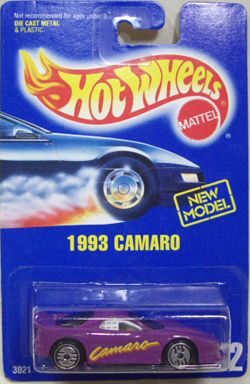 Not recommended for ages under 3
DIE CAST METAL
& PLASTIC
Hot Wheels
MATTEL
NEW
MODEL
1993 CAMARO
Camaro
3021
2